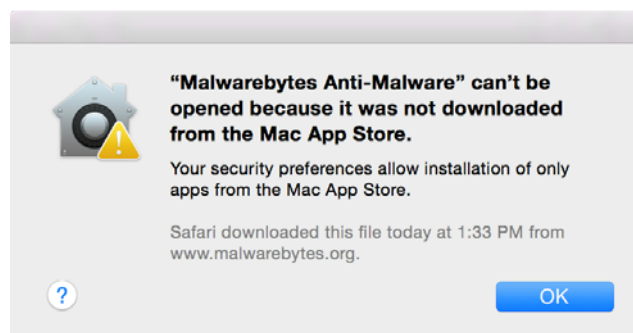 “Malwarebytes Anti-Malware” can’t be
opened because it was not downloaded
from the Mac App Store.
Your security preferences allow installation of only
apps from the Mac App Store.
Safari downloaded this file today at 1:33 PM from
www.malwarebytes.org.
?
OK